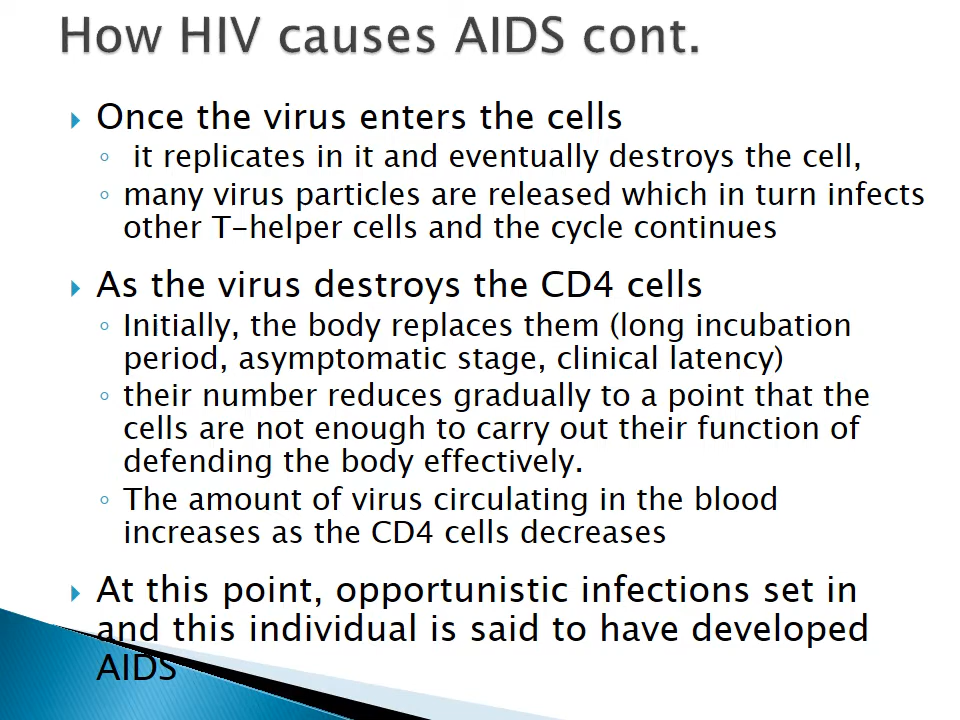 How HIV causes AIDS cont.
Once the virus enters the cells
it replicates in it and eventually destroys the cell,
many virus particles are released which in turn infects
other T-helper cells and the cycle continues
As the virus destroys the CD4 cells
Initially, the body replaces them (long incubation
period, asymptomatic stage, clinical latency)
their number reduces gradually to a point that the
cells are not enough to carry out their function of
defending the body effectively.
The amount of virus circulating in the blood
increases as the CD4 cells decreases
At this point, opportunistic infections set in
and this individual is said to have developed
AIDS